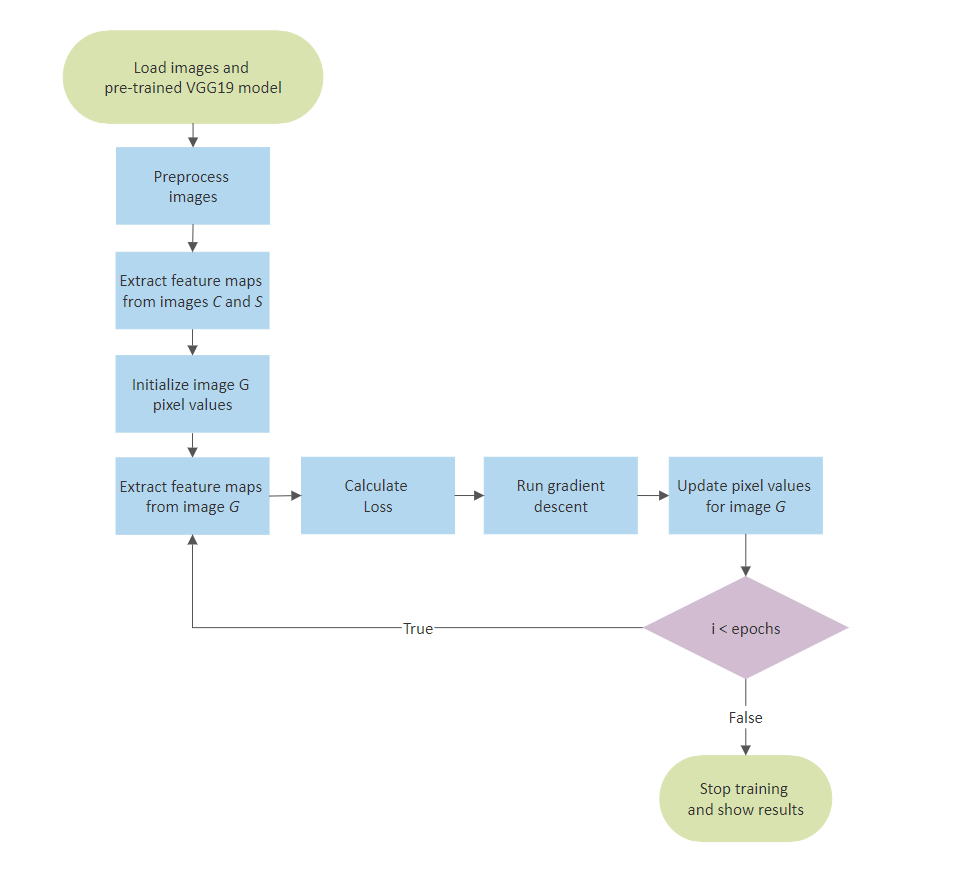 Load images and
pre-trained VGG19 model
Preprocess
images
Extract feature maps
from images C and S
Initialize image G
pixel values
Extract feature maps
from image G
Calculate
Loss
Run gradient
descent
Update pixel values
for image G
i < epochs
True
False
Stop training
and show results